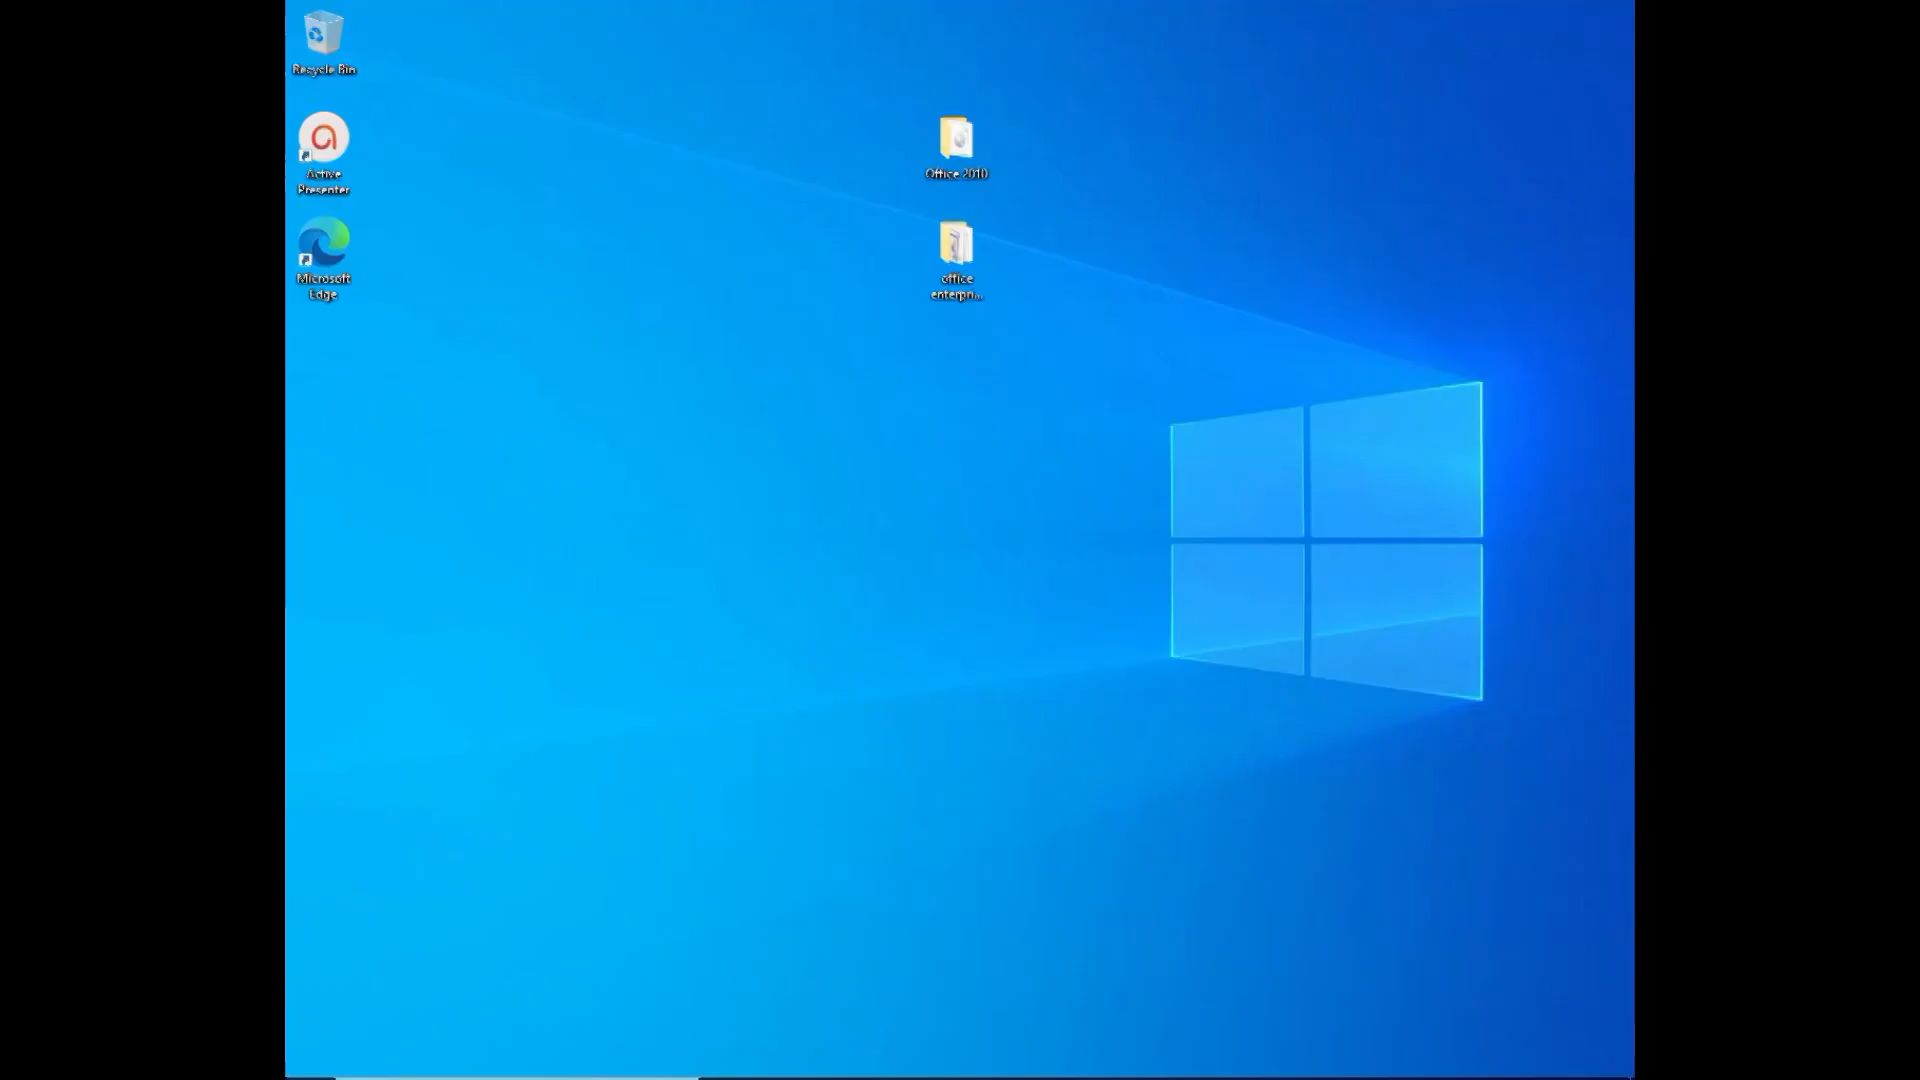 Recycle Bin
Active
Presenter
Microsoft
Edge
Office 2010
office
enterpri...